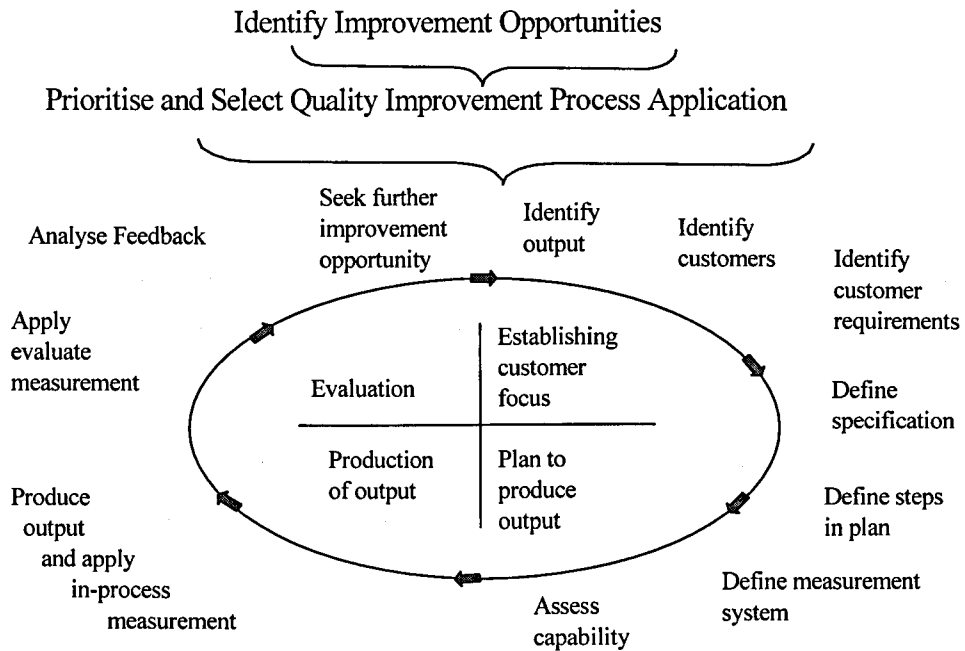 Identify Improvement Opportunities
Prioritise and Select Quality Improvement Process Application
Seek further
improvement
opportunity
Identify
output
Identify
customers
Identify
customer
requirements
Define
specification
Define steps
in plan
Define measurement
system
Assess
capability
Produce
output
and apply
in-process
measurement
Apply
evaluate
measurement
Analyse Feedback
Evaluation
Establishing
customer
focus
Production
of output
Plan to
produce
output